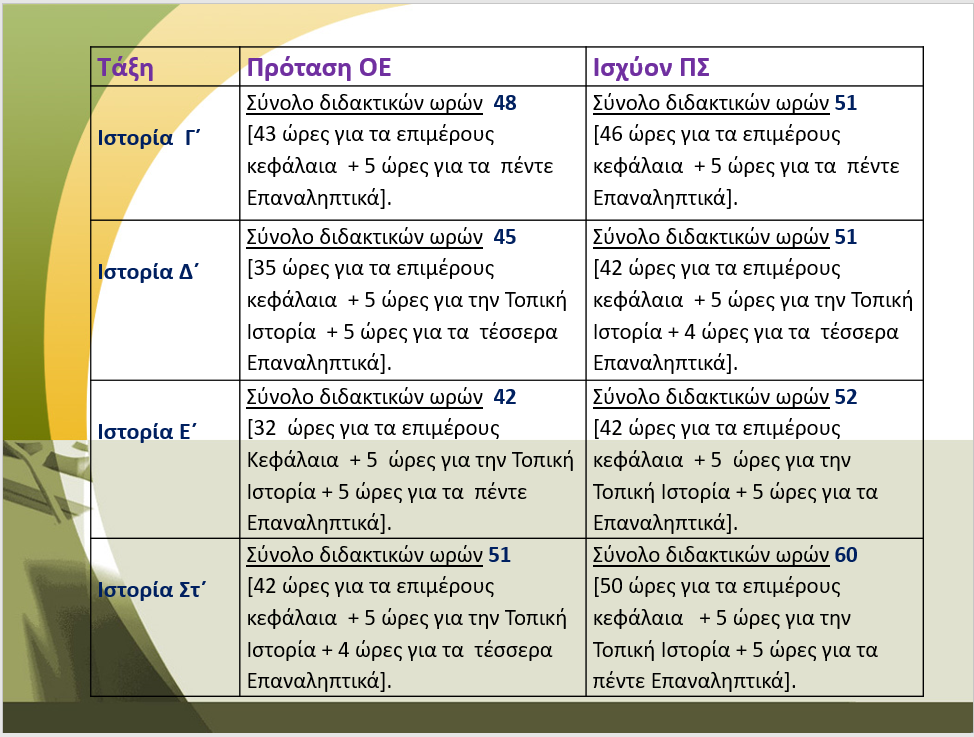 Τάξη
Πρόταση ΟΕ
Ισχύον ΠΣ
Ιστορία Γ΄
Σύνολο διδακτικών ωρών 48
[43 ώρες για τα επιμέρους
κεφάλαια + 5 ώρες για τα πέντε
Επαναληπτικά].
Σύνολο διδακτικών ωρών 51
[46 ώρες για τα επιμέρους
κεφάλαια + 5 ώρες για τα πέντε
Επαναληπτικά].
Ιστορία Δ΄
Σύνολο διδακτικών ωρών 45
[35 ώρες για τα επιμέρους
κεφάλαια + 5 ώρες για την Τοπική
Ιστορία + 5 ώρες για τα τέσσερα
Επαναληπτικά].
Σύνολο διδακτικών ωρών 51
[42 ώρες για τα επιμέρους
κεφάλαια + 5 ώρες για την Τοπική
Ιστορία + 4 ώρες για τα τέσσερα
Επαναληπτικά].
Ιστορία Ε΄
Σύνολο διδακτικών ωρών 42
[32 ώρες για τα επιμέρους
Κεφάλαια + 5 ώρες για την Τοπική
Ιστορία + 5 ώρες για τα πέντε
Επαναληπτικά].
Σύνολο διδακτικών ωρών 52
[42 ώρες για τα επιμέρους
κεφάλαια + 5 ώρες για την
Τοπική Ιστορία + 5 ώρες για τα
Επαναληπτικά].
Ιστορία Στ΄
Σύνολο διδακτικών ωρών 51
[42 ώρες για τα επιμέρους
κεφάλαια + 5 ώρες για την Τοπική
Ιστορία + 4 ώρες για τα τέσσερα
Επαναληπτικά].
Σύνολο διδακτικών ωρών 60
[50 ώρες για τα επιμέρους
κεφάλαια + 5 ώρες για την
Τοπική Ιστορία + 5 ώρες για τα
πέντε Επαναληπτικά].